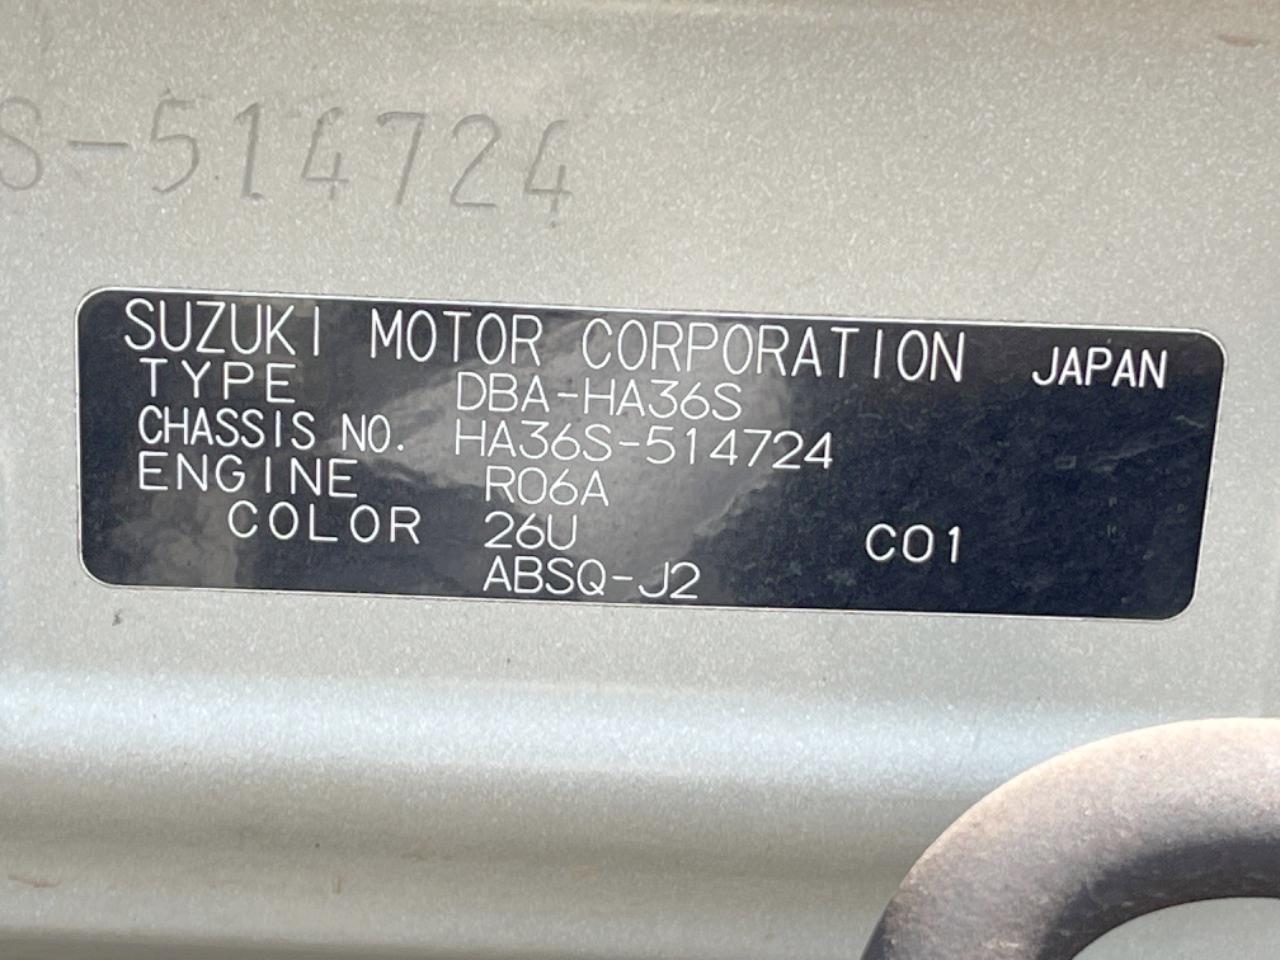 S-514724
SUZUKI MOTOR CORPORATION JAPAN
TYPE DBA-HA36S
CHASSIS NO. HA36S-514724
ENGINE R06A
COLOR 26U C01
ABSQ-J2